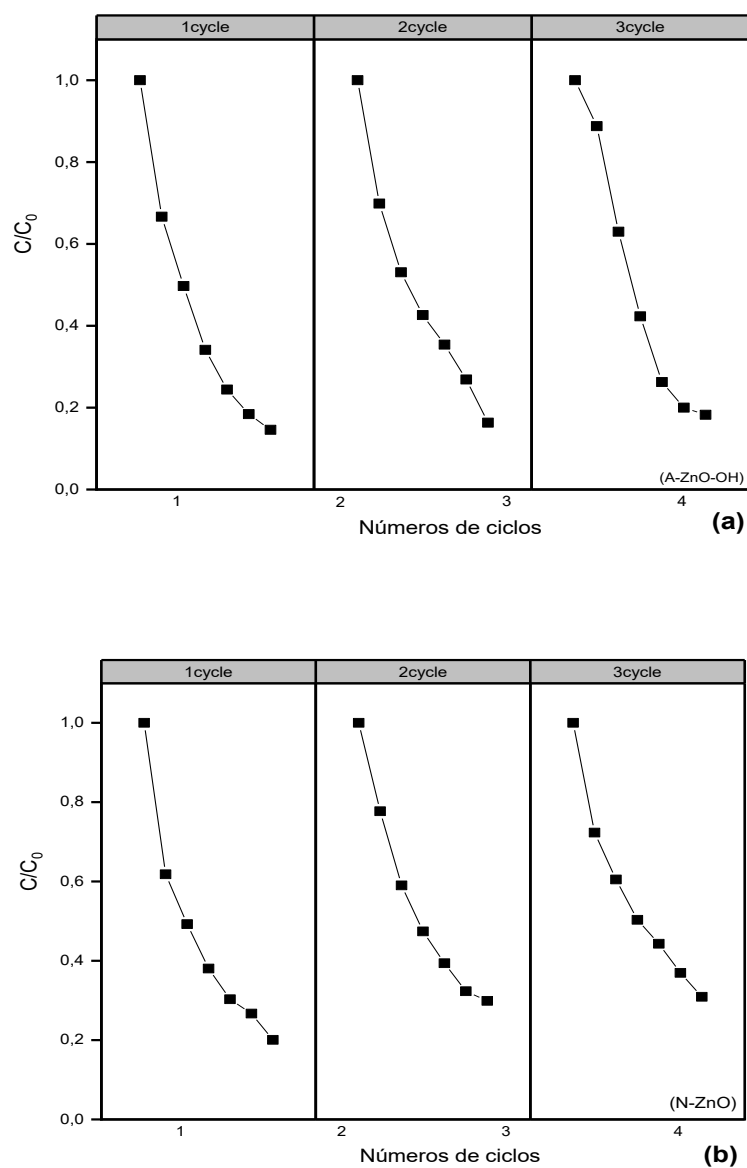 1cycle 2cycle 3cycle
1,0
0,8
0,6
0,4
0,2
0,0
C/C₀
(A-ZnO-OH)
1 2 3 4
Números de ciclos
(a)
1cycle 2cycle 3cycle
1,0
0,8
0,6
0,4
0,2
0,0
C/C₀
(N-ZnO)
1 2 3 4
Números de ciclos
(b)